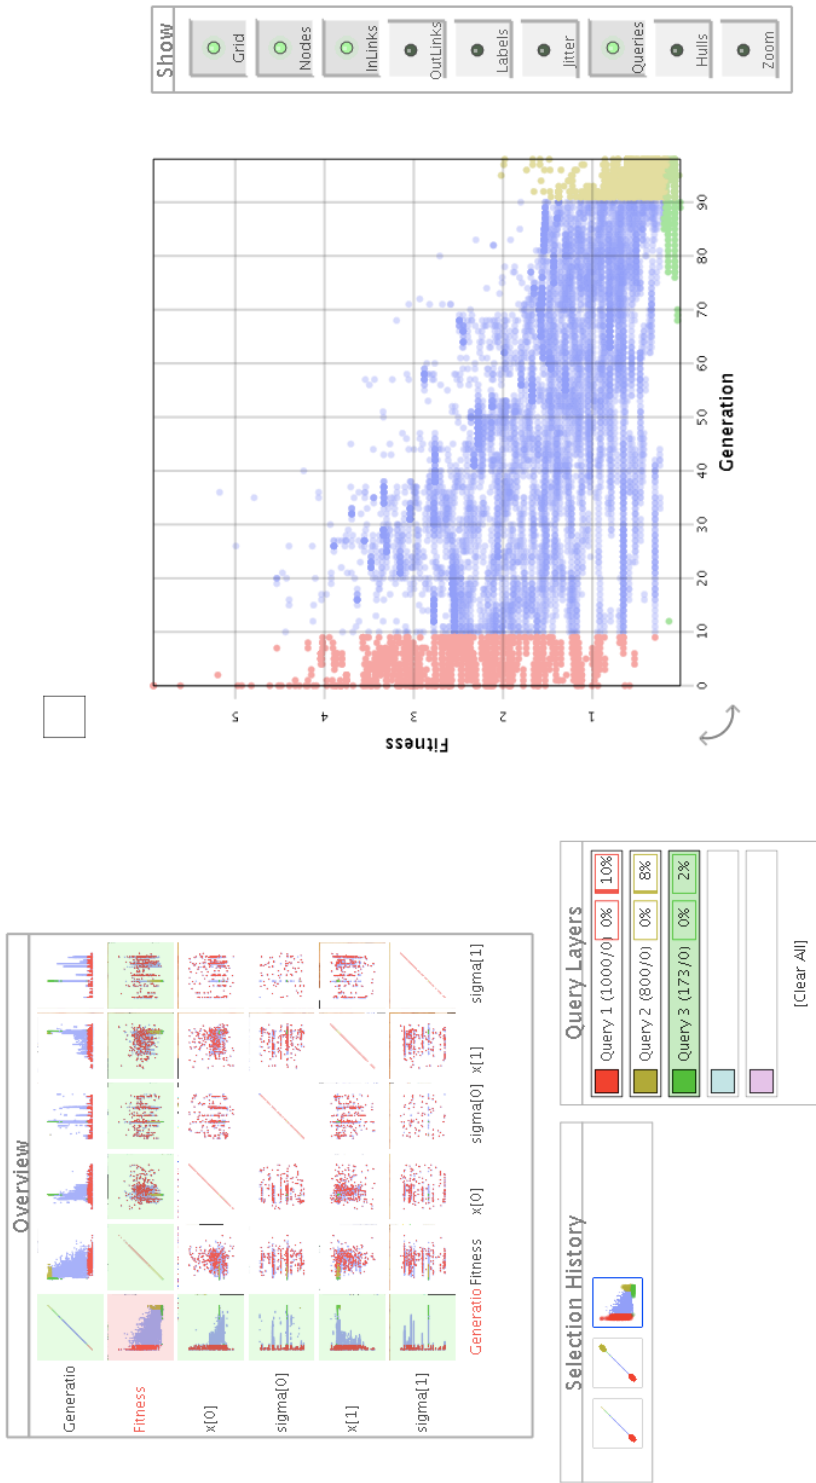 Overview
Generatio
Fitness
x[0]
sigma[0]
x[1]
sigma[1]
Generatio
Fitness
x[0]
sigma[0]
x[1]
sigma[1]
Selection History
Query Layers
Query 1 (1000/0) 0% 10%
Query 2 (800/0) 0% 8%
Query 3 (173/0) 0% 2%
[Clear All]
Fitness
5
4
3
2
1
0
10
20
30
40
50
60
70
80
90
Generation
Show
Grid
Nodes
InLinks
OutLinks
Labels
Jitter
Queries
Hulls
Zoom